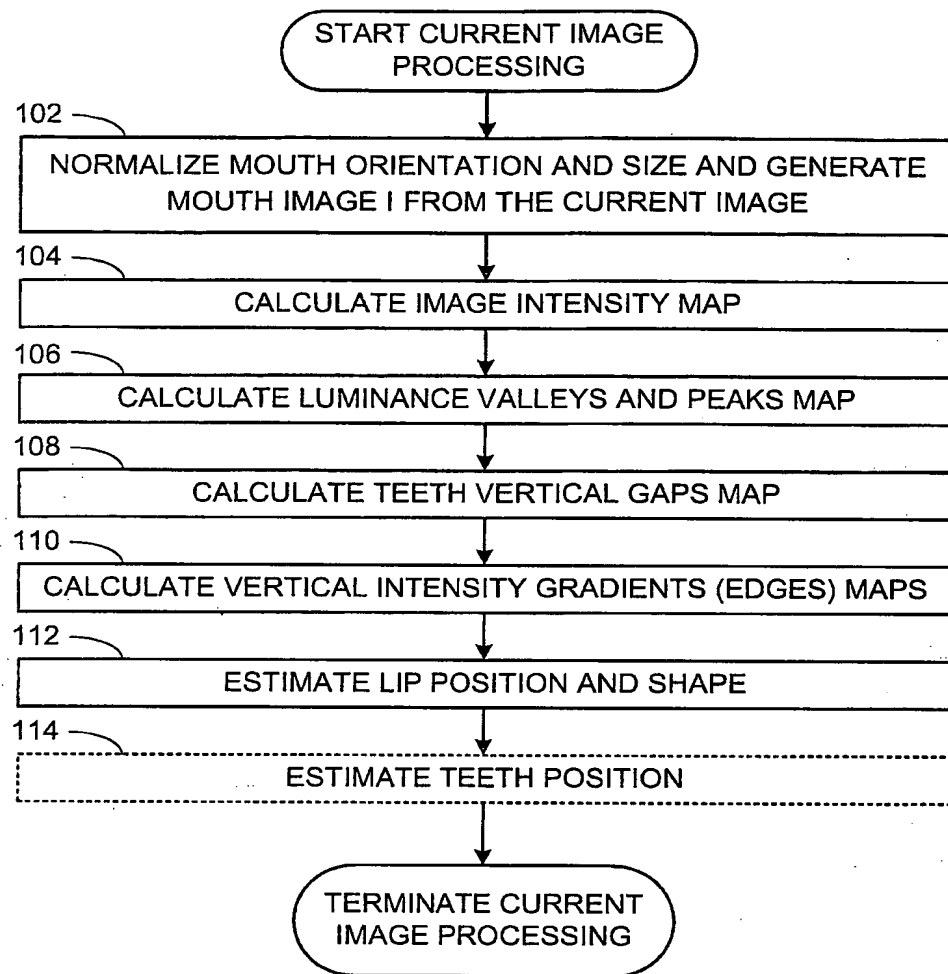 START CURRENT IMAGE
PROCESSING
102
NORMALIZE MOUTH ORIENTATION AND SIZE AND GENERATE
MOUTH IMAGE I FROM THE CURRENT IMAGE
104
CALCULATE IMAGE INTENSITY MAP
106
CALCULATE LUMINANCE VALLEYS AND PEAKS MAP
108
CALCULATE TEETH VERTICAL GAPS MAP
110
CALCULATE VERTICAL INTENSITY GRADIENTS (EDGES) MAPS
112
ESTIMATE LIP POSITION AND SHAPE
114
ESTIMATE TEETH POSITION
TERMINATE CURRENT
IMAGE PROCESSING